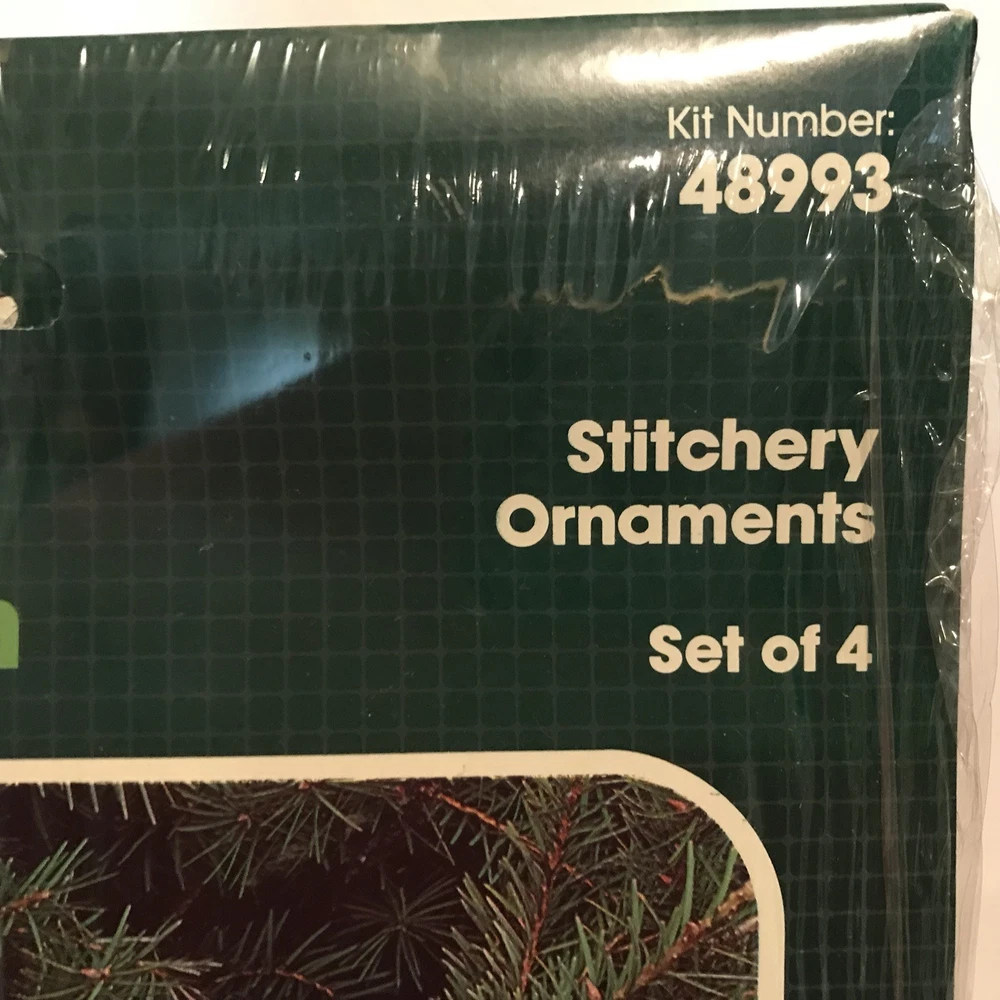 Kit Number:
48993
Stitchery
Ornaments
Set of 4